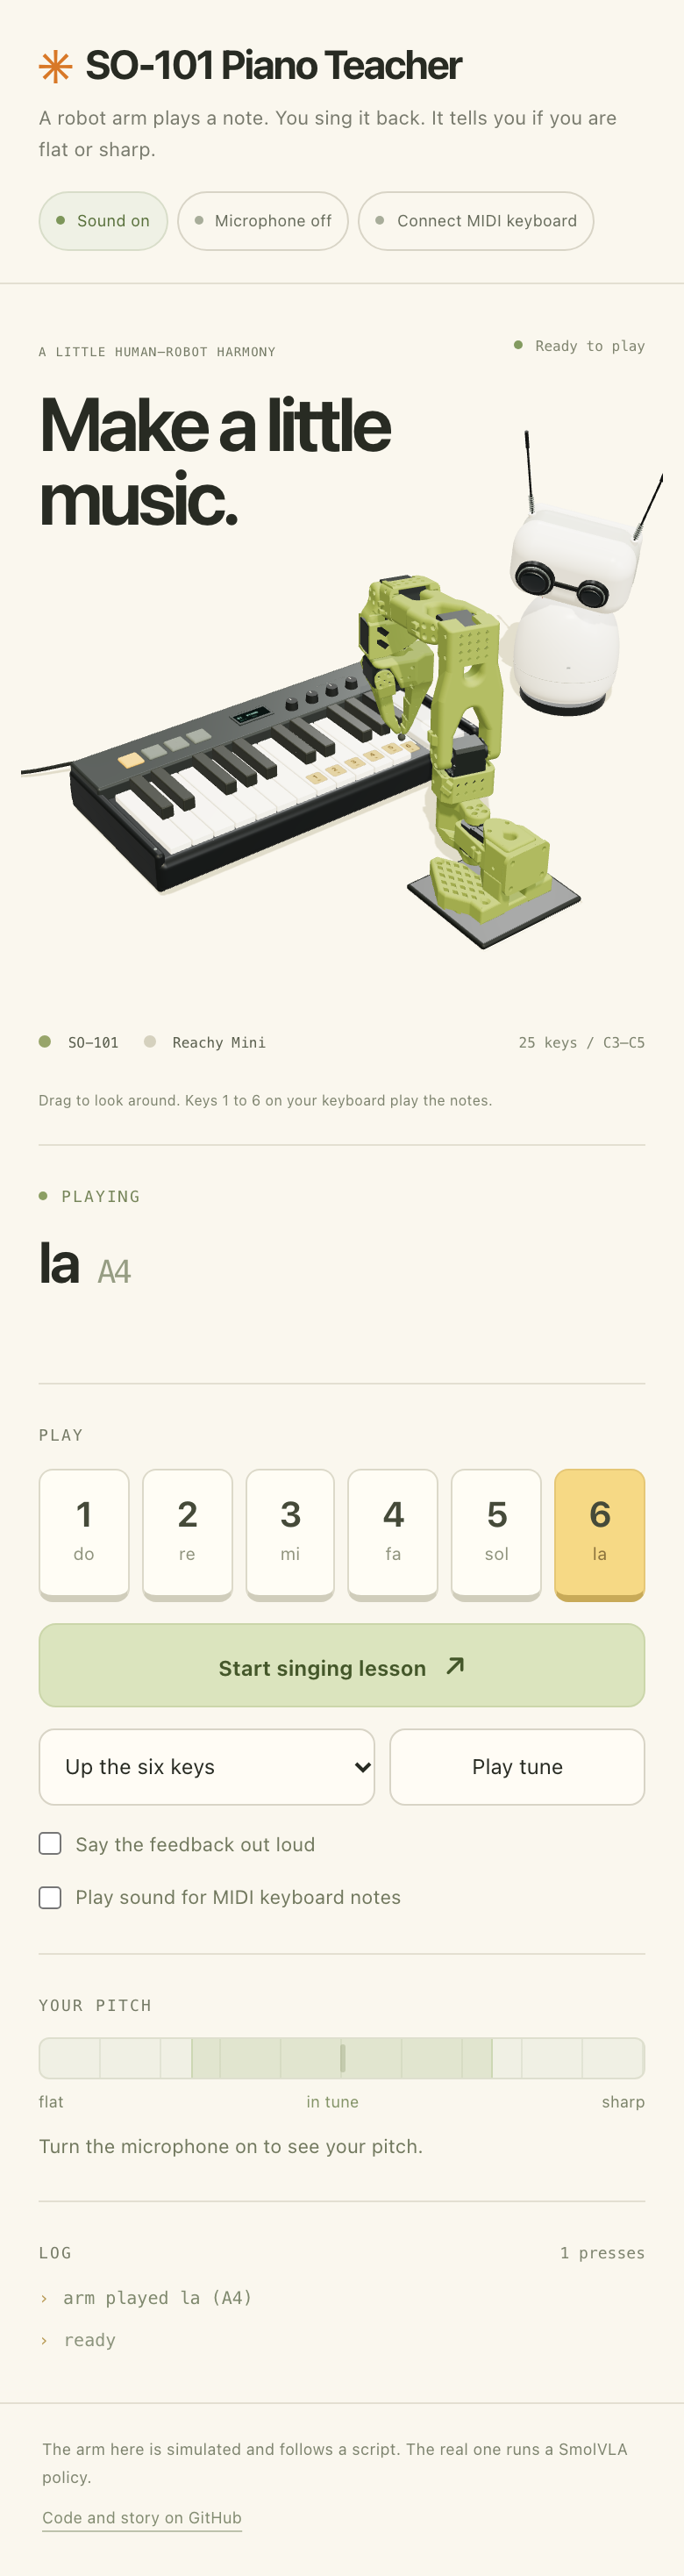 SO-101 Piano Teacher
A robot arm plays a note. You sing it back. It tells you if you are
flat or sharp.
Sound on
Microphone off
Connect MIDI keyboard
A LITTLE HUMAN–ROBOT HARMONY
Ready to play
Make a little
music.
SO-101
Reachy Mini
25 keys / C3–C5
Drag to look around. Keys 1 to 6 on your keyboard play the notes.
PLAYING
la A4
PLAY
1 2 3 4 5 6
do re mi fa sol la
Start singing lesson
Up the six keys
Play tune
Say the feedback out loud
Play sound for MIDI keyboard notes
YOUR PITCH
flat in tune sharp
Turn the microphone on to see your pitch.
LOG 1 presses
› arm played la (A4)
› ready
The arm here is simulated and follows a script. The real one runs a SmolVLA
policy.
Code and story on GitHub